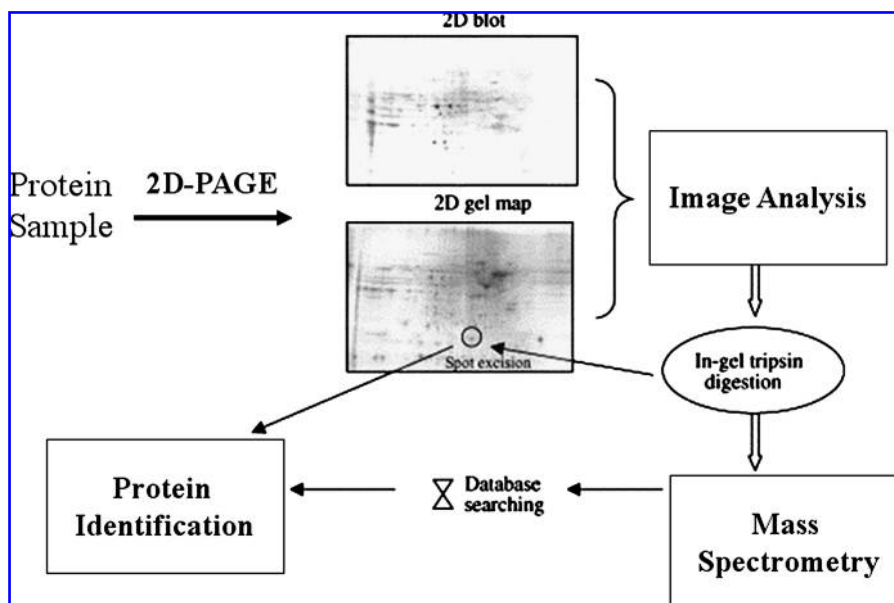 2D blot
Protein
Sample
2D-PAGE
2D gel map
Image Analysis
Spot excision
In-gel tripsin
digestion
Protein
Identification
Database
searching
Mass
Spectrometry